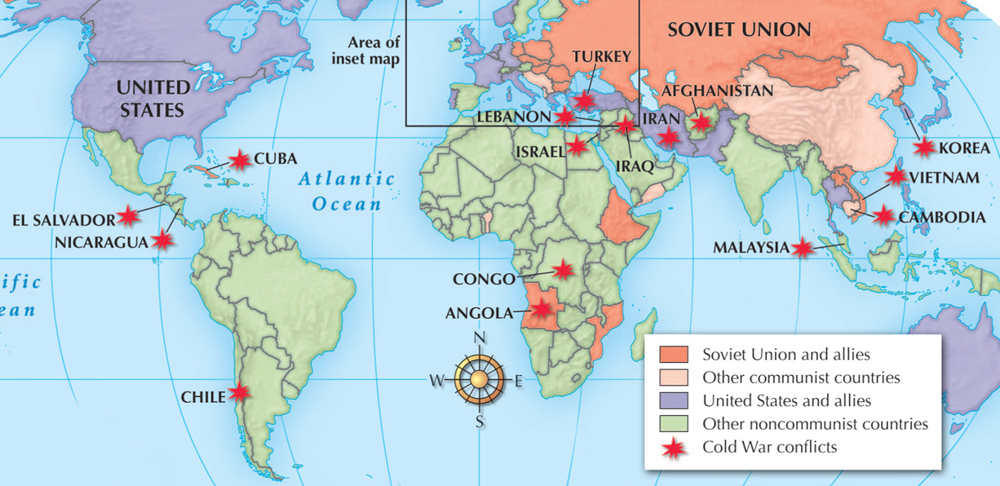 Area of
inset map
SOVIET UNION
TURKEY
UNITED
STATES
AFGHANISTAN
LEBANON
IRAN
ISRAEL
KOREA
CUBA
IRAQ
Atlantic
Ocean
VIETNAM
EL SALVADOR
CAMBODIA
NICARAGUA
MALAYSIA
CONGO
ific
ean
ANGOLA
N
W
E
S
CHILE
Soviet Union and allies
Other communist countries
United States and allies
Other noncommunist countries
Cold War conflicts